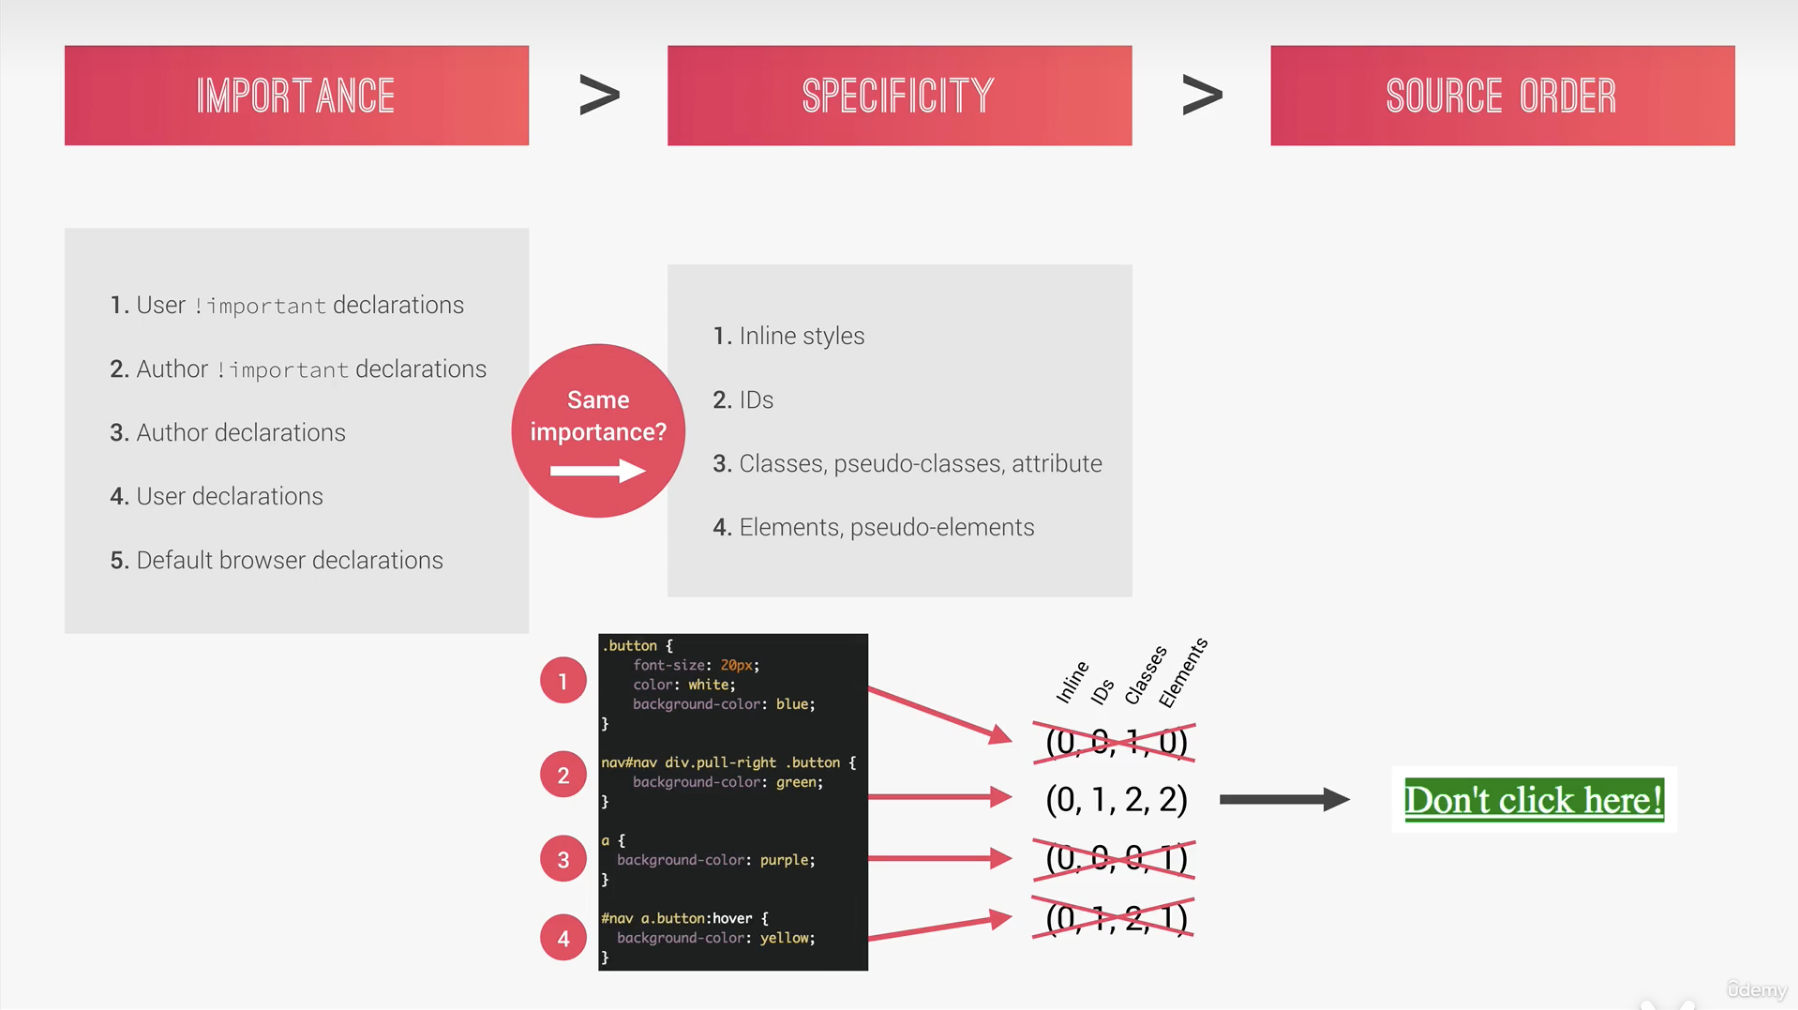 IMPORTANCE
>
SPECIFICITY
>
SOURCE ORDER
1. User !important declarations
2. Author !important declarations
3. Author declarations
4. User declarations
5. Default browser declarations
Same
importance?
1. Inline styles
2. IDs
3. Classes, pseudo-classes, attribute
4. Elements, pseudo-elements
1
.button {
font-size: 20px;
color: white;
background-color: blue;
}
2
nav#nav div.pull-right .button {
background-color: green;
}
3
a {
background-color: purple;
}
4
#nav a.button:hover {
background-color: yellow;
}
Inline
IDs
Classes
Elements
(0, 0, 1, 0)
(0, 1, 2, 2)
(0, 0, 0, 1)
(0, 1, 2, 1)
Don't click here!
ûdemy